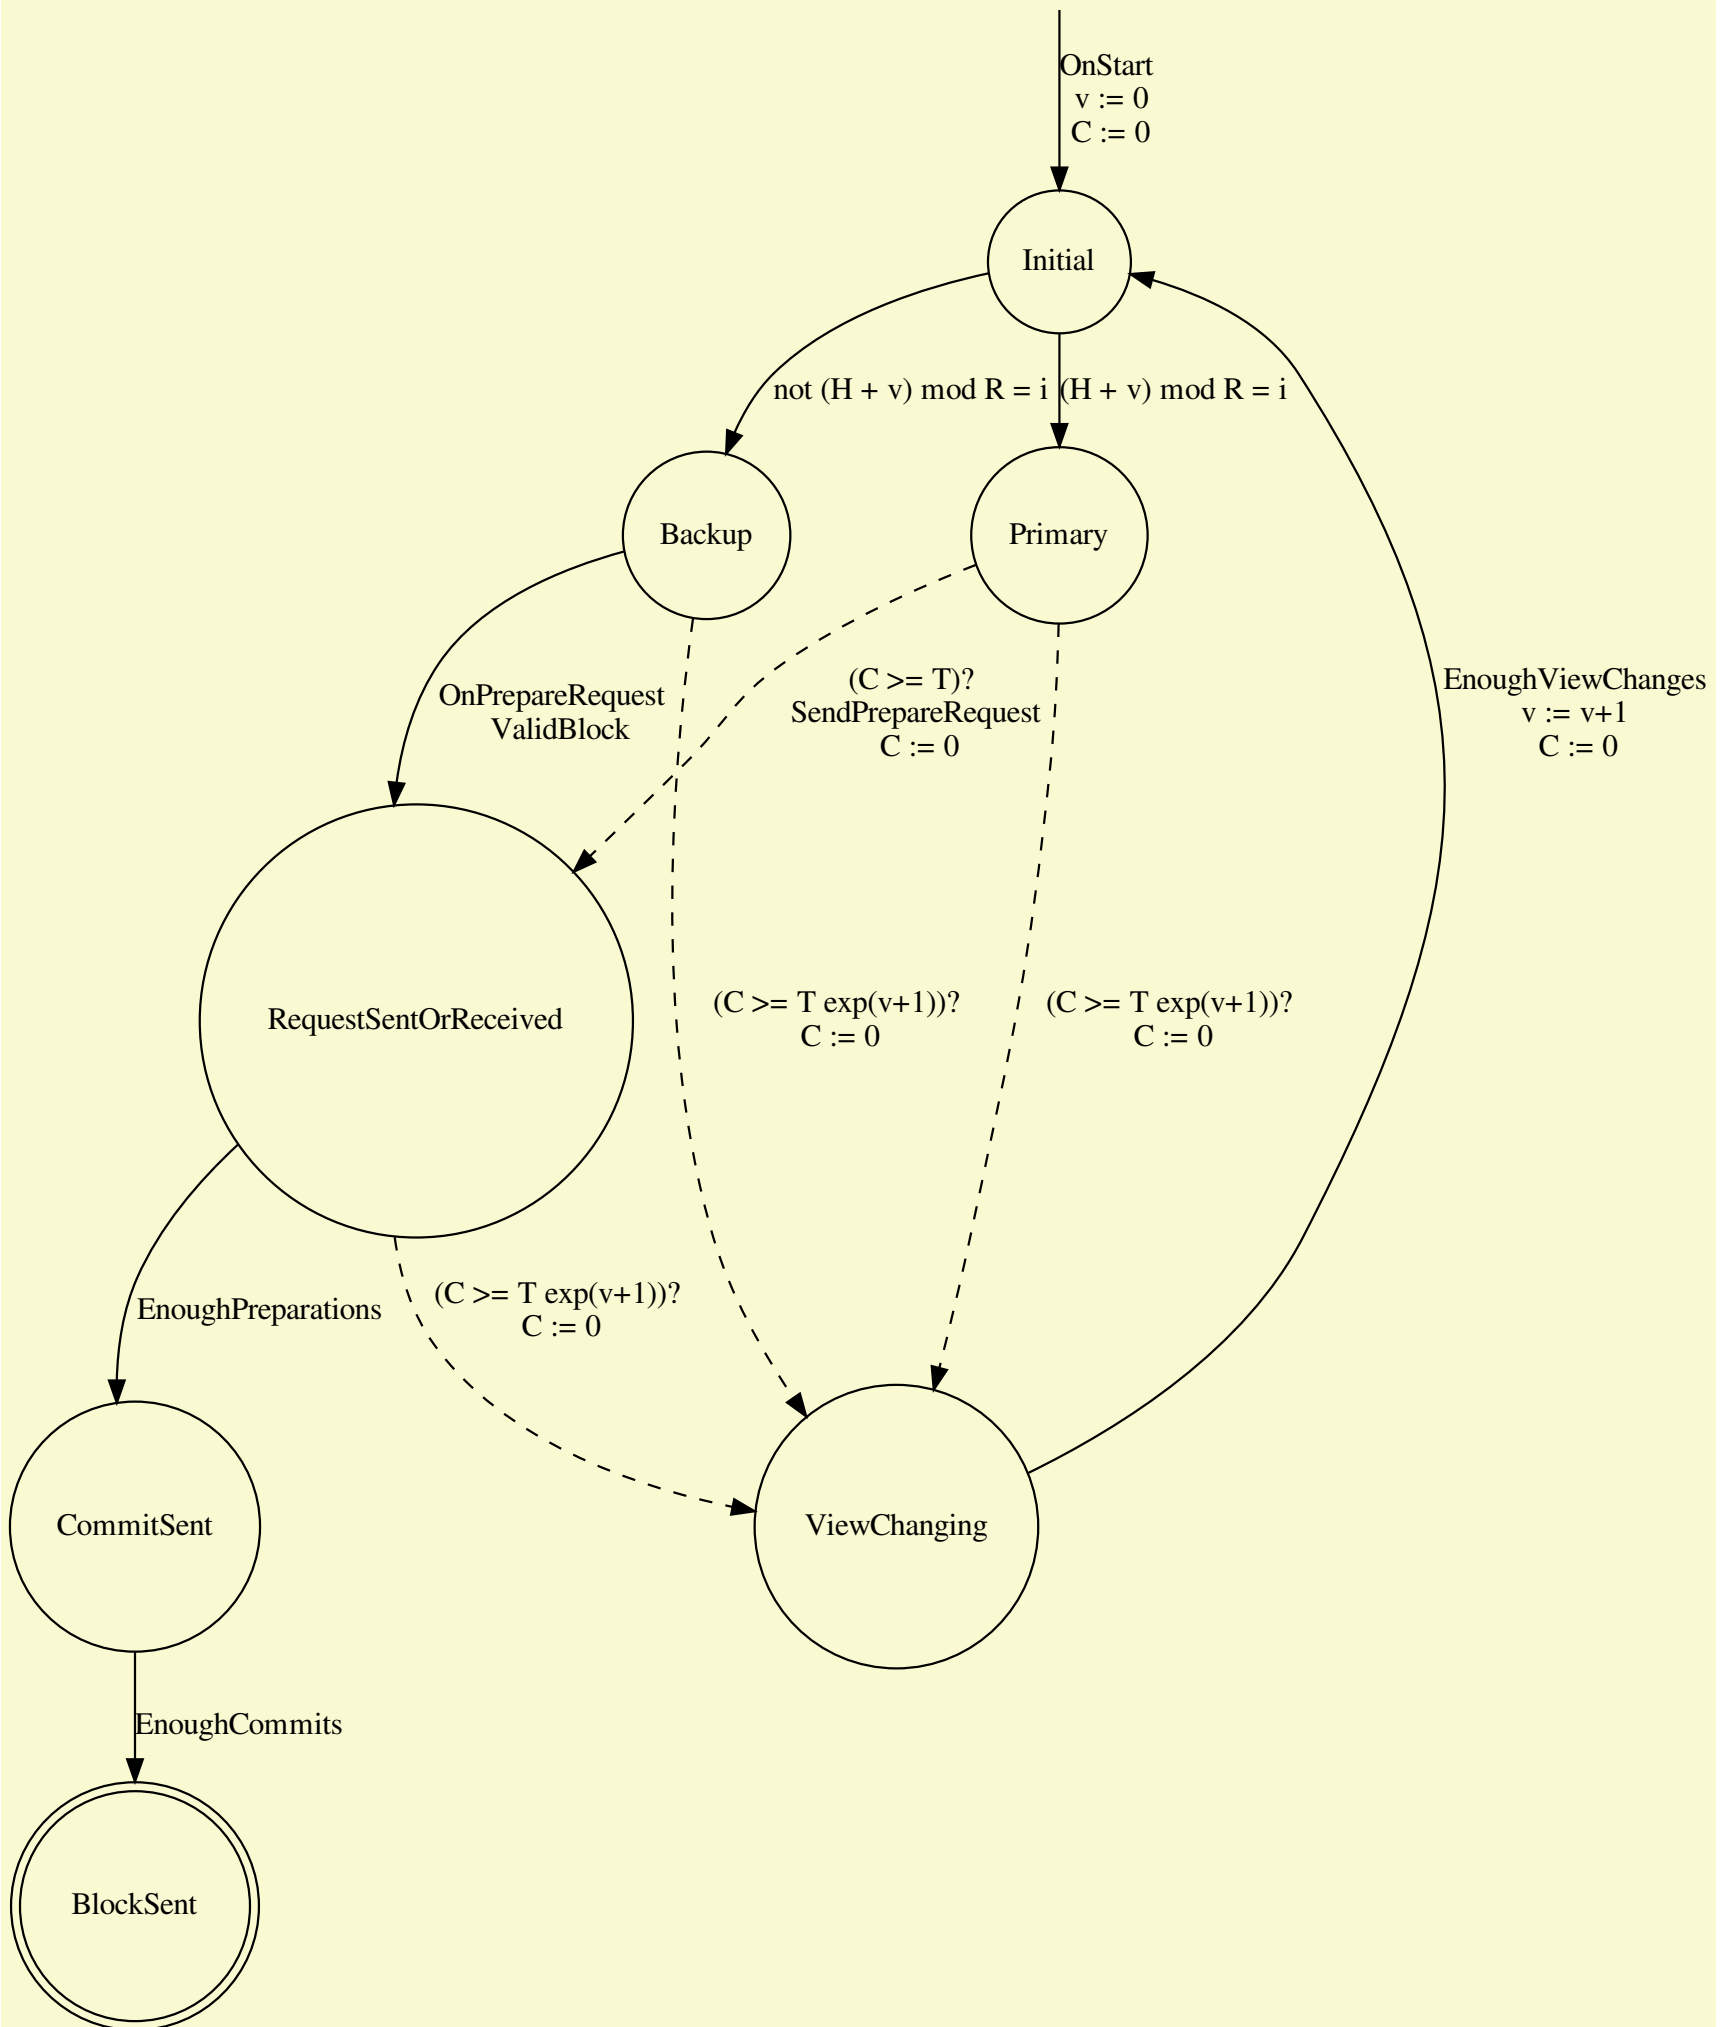 OnStart
v := 0
C := 0
Initial
not (H + v) mod R = i
(H + v) mod R = i
Backup
Primary
OnPrepareRequest
ValidBlock
(C >= T)?
SendPrepareRequest
C := 0
EnoughViewChanges
v := v+1
C := 0
RequestSentOrReceived
(C >= T exp(v+1))?
C := 0
(C >= T exp(v+1))?
C := 0
EnoughPreparations
(C >= T exp(v+1))?
C := 0
CommitSent
ViewChanging
EnoughCommits
BlockSent